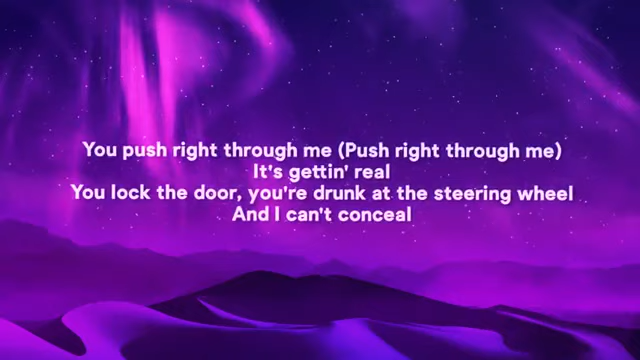 You push right through me (Push right through me)
It's gettin' real
You lock the door, you're drunk at the steering wheel
And I can't conceal